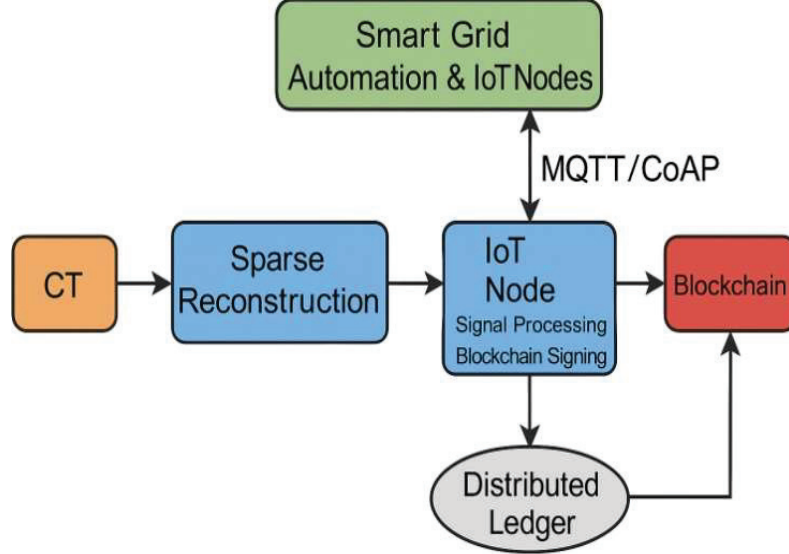 Smart Grid
Automation & IoTNodes
MQTT/CoAP
CT
Sparse
Reconstruction
IoT
Node
Signal Processing
Blockchain Signing
Blockchain
Distributed
Ledger